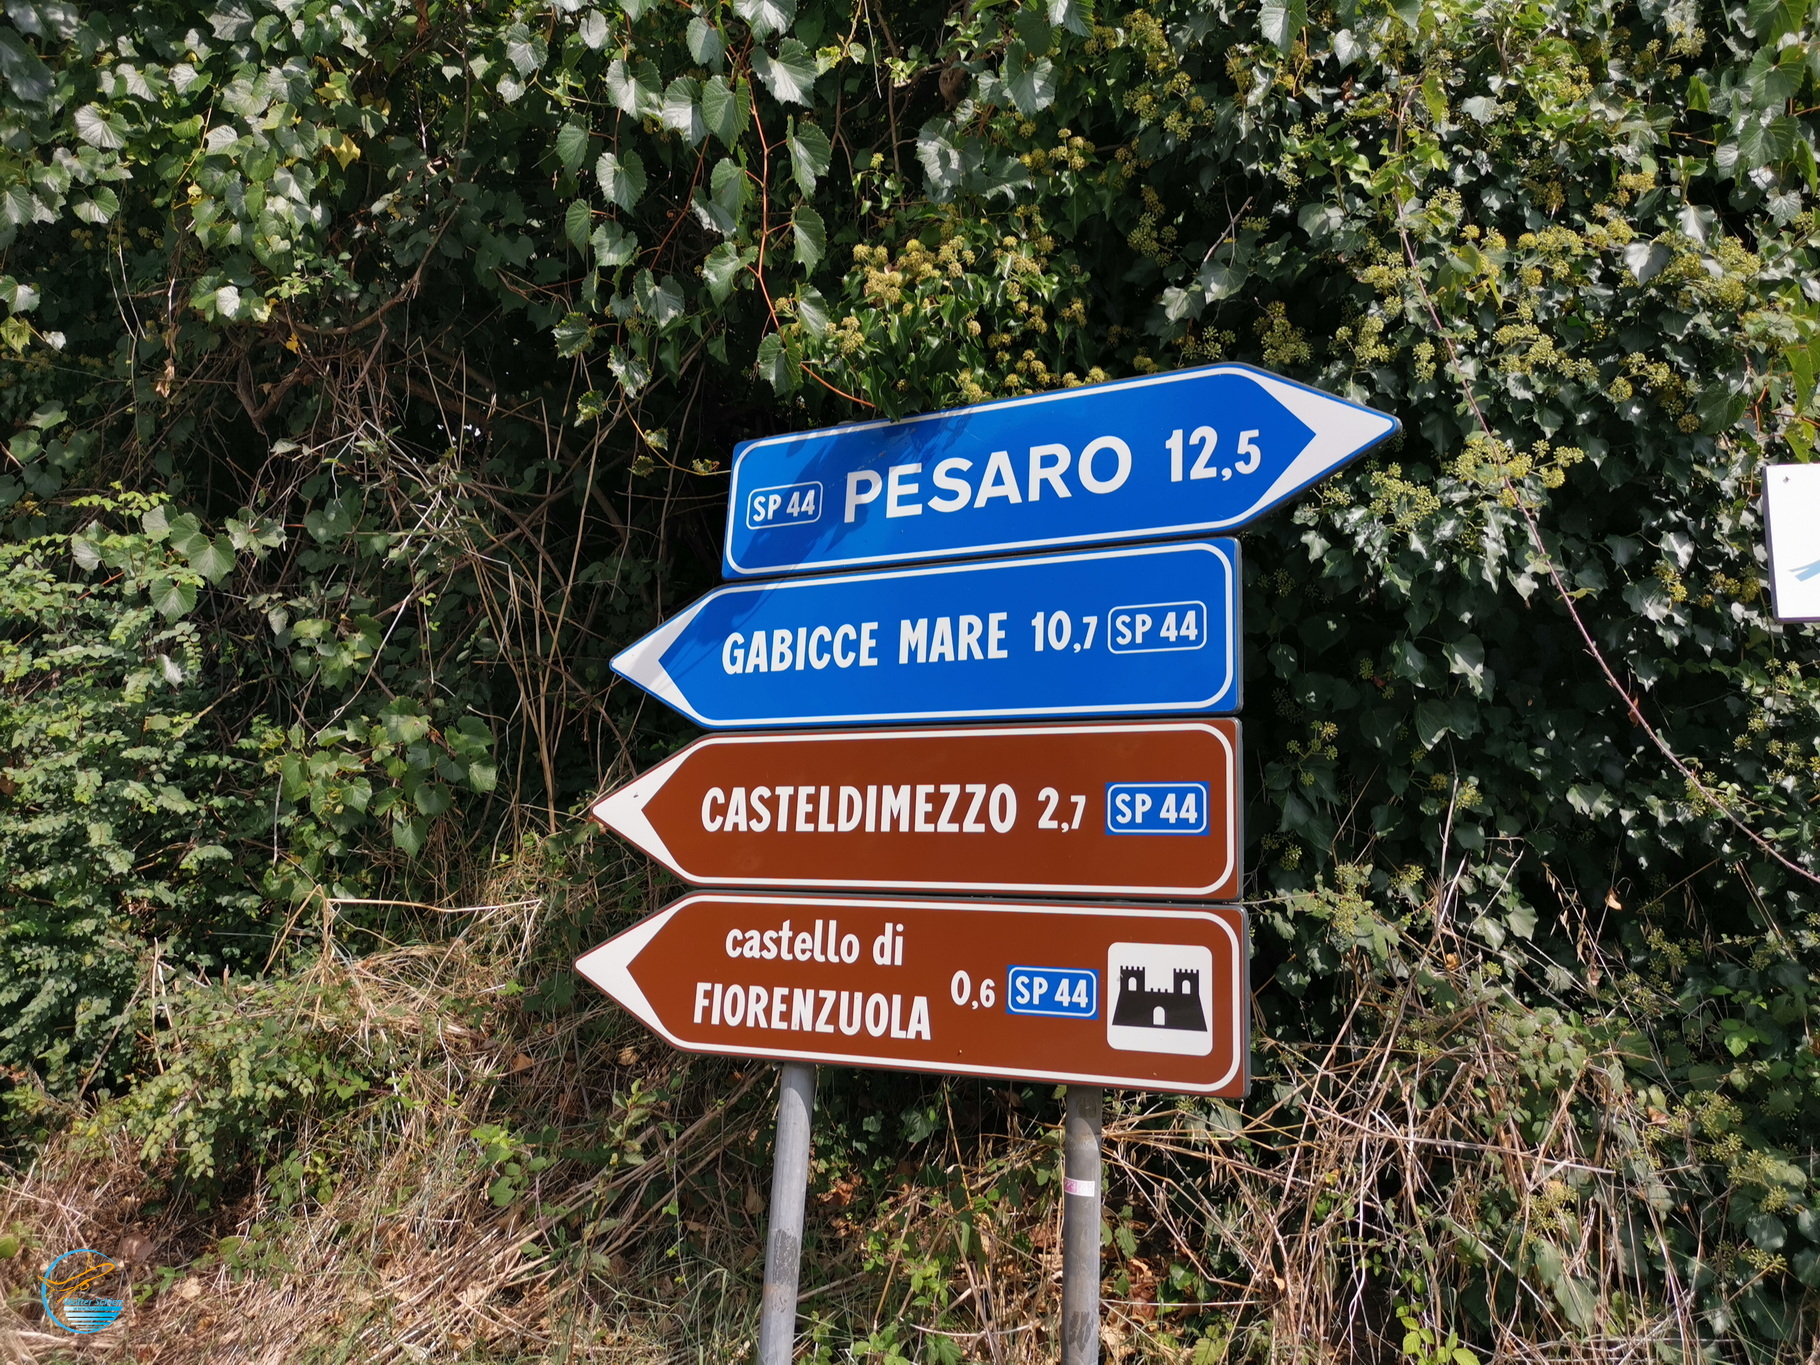 SP 44 PESARO 12,5
GABICCE MARE 10,7 SP 44
CASTELDIMEZZO 2,7 SP 44
castello di
FIORENZUOLA 0,6 SP 44